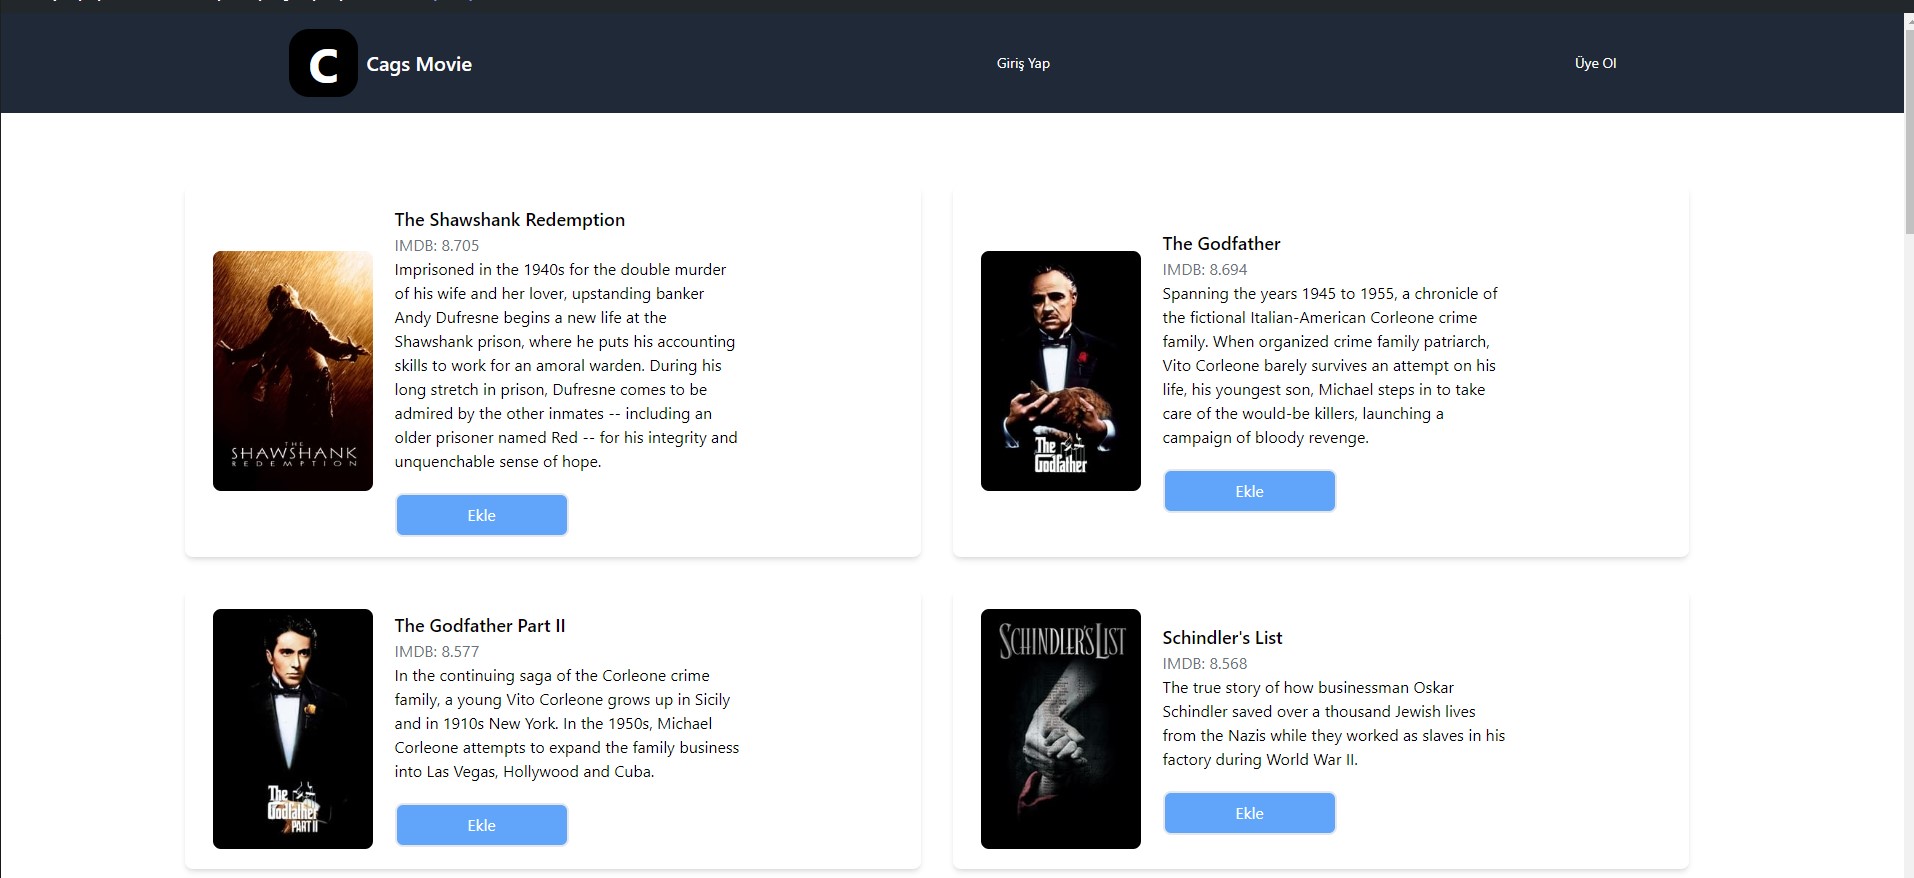 C
Cags Movie
Giriş Yap
Üye Ol
The Shawshank Redemption
IMDB: 8.705
Imprisoned in the 1940s for the double murder
of his wife and her lover, upstanding banker
Andy Dufresne begins a new life at the
Shawshank prison, where he puts his accounting
skills to work for an amoral warden. During his
long stretch in prison, Dufresne comes to be
admired by the other inmates -- including an
older prisoner named Red -- for his integrity and
unquenchable sense of hope.
Ekle
THE
SHAWSHANK
REDEMPTION
The Godfather
IMDB: 8.694
Spanning the years 1945 to 1955, a chronicle of
the fictional Italian-American Corleone crime
family. When organized crime family patriarch,
Vito Corleone barely survives an attempt on his
life, his youngest son, Michael steps in to take
care of the would-be killers, launching a
campaign of bloody revenge.
Ekle
The
Godfather
The Godfather Part II
IMDB: 8.577
In the continuing saga of the Corleone crime
family, a young Vito Corleone grows up in Sicily
and in 1910s New York. In the 1950s, Michael
Corleone attempts to expand the family business
into Las Vegas, Hollywood and Cuba.
Ekle
The
Godfather
PART II
SCHINDLER'S LIST
Schindler's List
IMDB: 8.568
The true story of how businessman Oskar
Schindler saved over a thousand Jewish lives
from the Nazis while they worked as slaves in his
factory during World War II.
Ekle